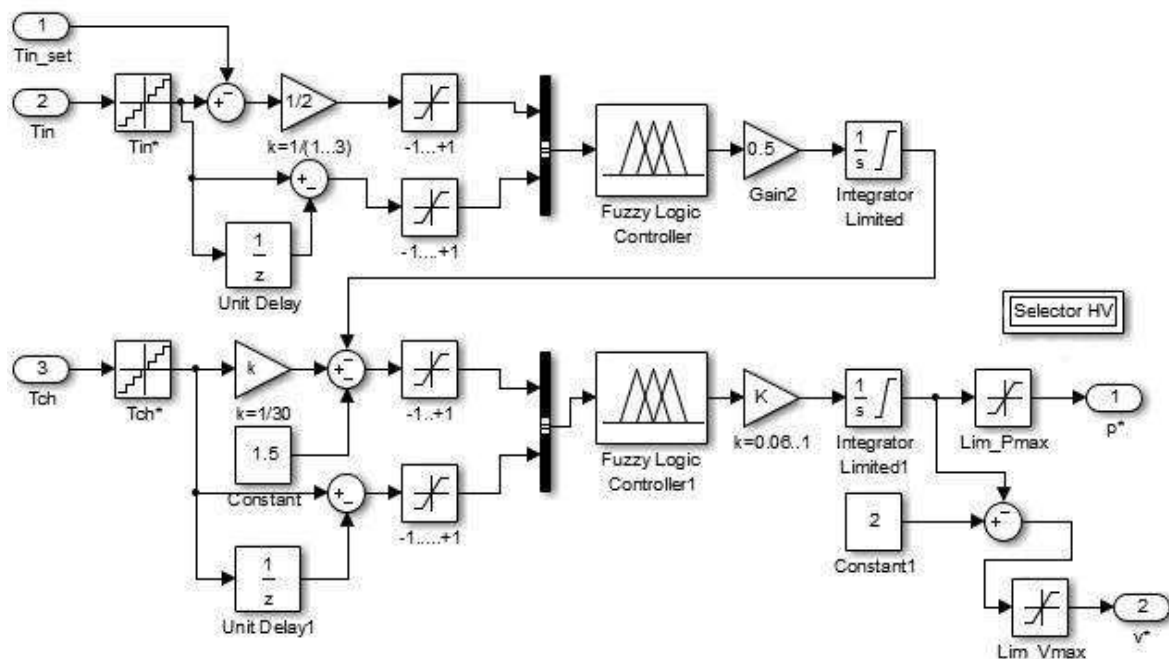 1
Tin_set
2
Tin
Tin*
+
−
1/2
k=1/(1...3)
-1...+1
+
−
-1....+1
1
z
Unit Delay
Fuzzy Logic
Controller
0.5
Gain2
1
s
Integrator
Limited
Selector HV
3
Tch
Tch*
k
k=1/30
−
−
-1..+1
1.5
Constant
+
−
-1.....+1
1
z
Unit Delay1
Fuzzy Logic
Controller1
K
k=0.06..1
1
s
Integrator
Limited1
Lim_Pmax
1
p*
2
Constant1
+
−
Lim_Vmax
2
v*